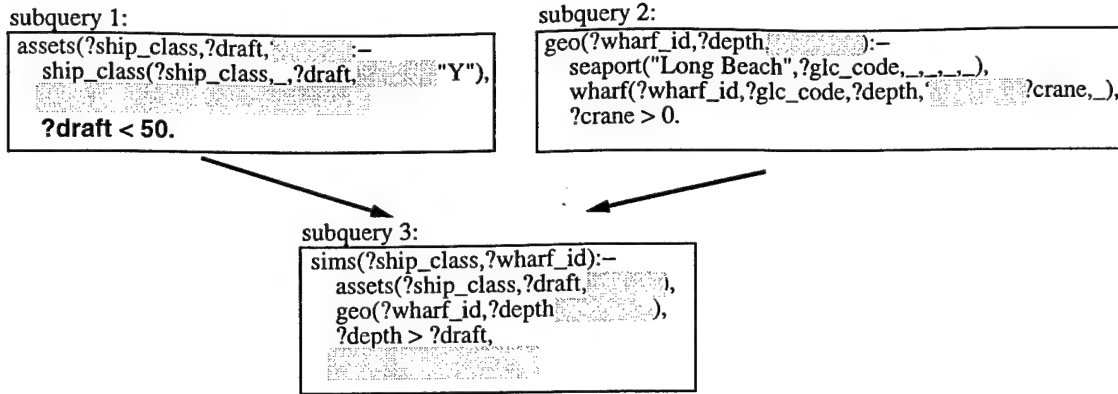 subquery 1:
assets(?ship_class,?draft, :–
ship_class(?ship_class,_,?draft, "Y"),
?draft < 50.
subquery 2:
geo(?wharf_id,?depth, ):–
seaport("Long Beach",?glc_code,_,_,_,_),
wharf(?wharf_id,?glc_code,?depth, ?crane,_),
?crane > 0.
subquery 3:
sims(?ship_class,?wharf_id):–
assets(?ship_class,?draft, ),
geo(?wharf_id,?depth ),
?depth > ?draft,